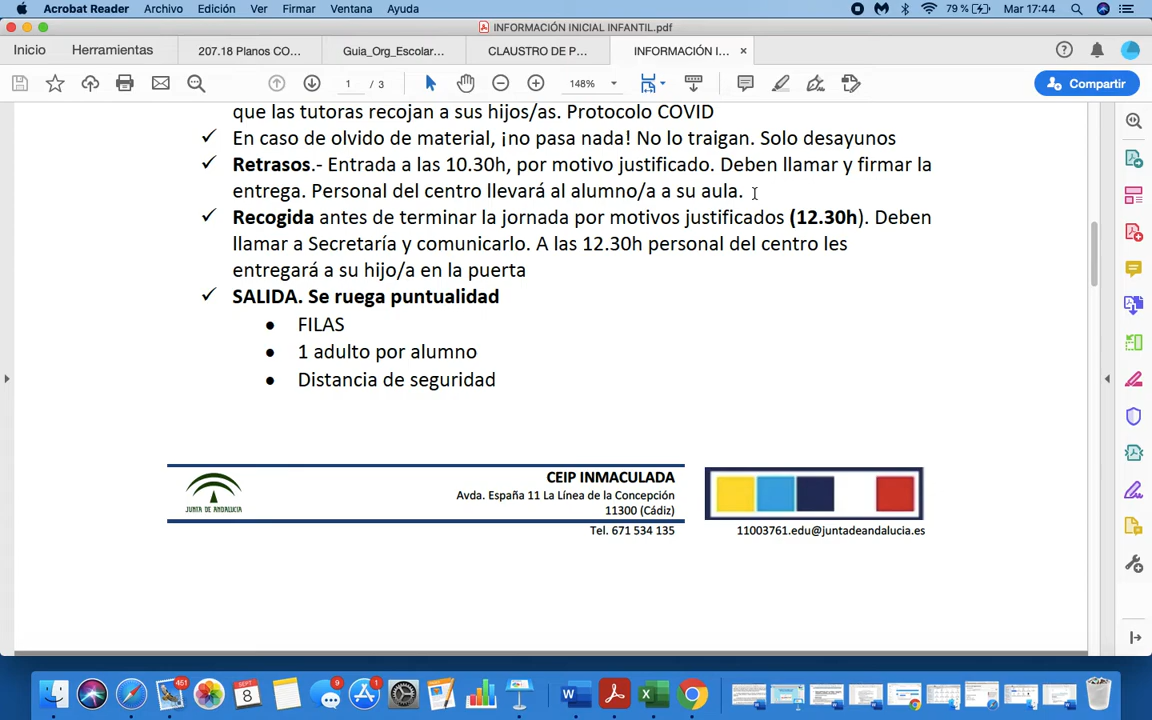 Acrobat Reader Archivo Edición Ver Firmar Ventana Ayuda 79 % Mar 17:44
INFORMACIÓN INICIAL INFANTIL.pdf
Inicio Herramientas 207.18 Planos CO... Guia_Org_Escolar... CLAUSTRO DE P... INFORMACIÓN I... ×
1 / 3 148% Compartir
que las tutoras recojan a sus hijos/as. Protocolo COVID
✓ En caso de olvido de material, ¡no pasa nada! No lo traigan. Solo desayunos
✓ Retrasos.- Entrada a las 10.30h, por motivo justificado. Deben llamar y firmar la
entrega. Personal del centro llevará al alumno/a a su aula.
✓ Recogida antes de terminar la jornada por motivos justificados (12.30h). Deben
llamar a Secretaría y comunicarlo. A las 12.30h personal del centro les
entregará a su hijo/a en la puerta
✓ SALIDA. Se ruega puntualidad
• FILAS
• 1 adulto por alumno
• Distancia de seguridad
JUNTA DE ANDALUCIA
CEIP INMACULADA
Avda. España 11 La Línea de la Concepción
11300 (Cádiz)
Tel. 671 534 135
11003761.edu@juntadeandalucia.es
461
SEPT
8
9
1